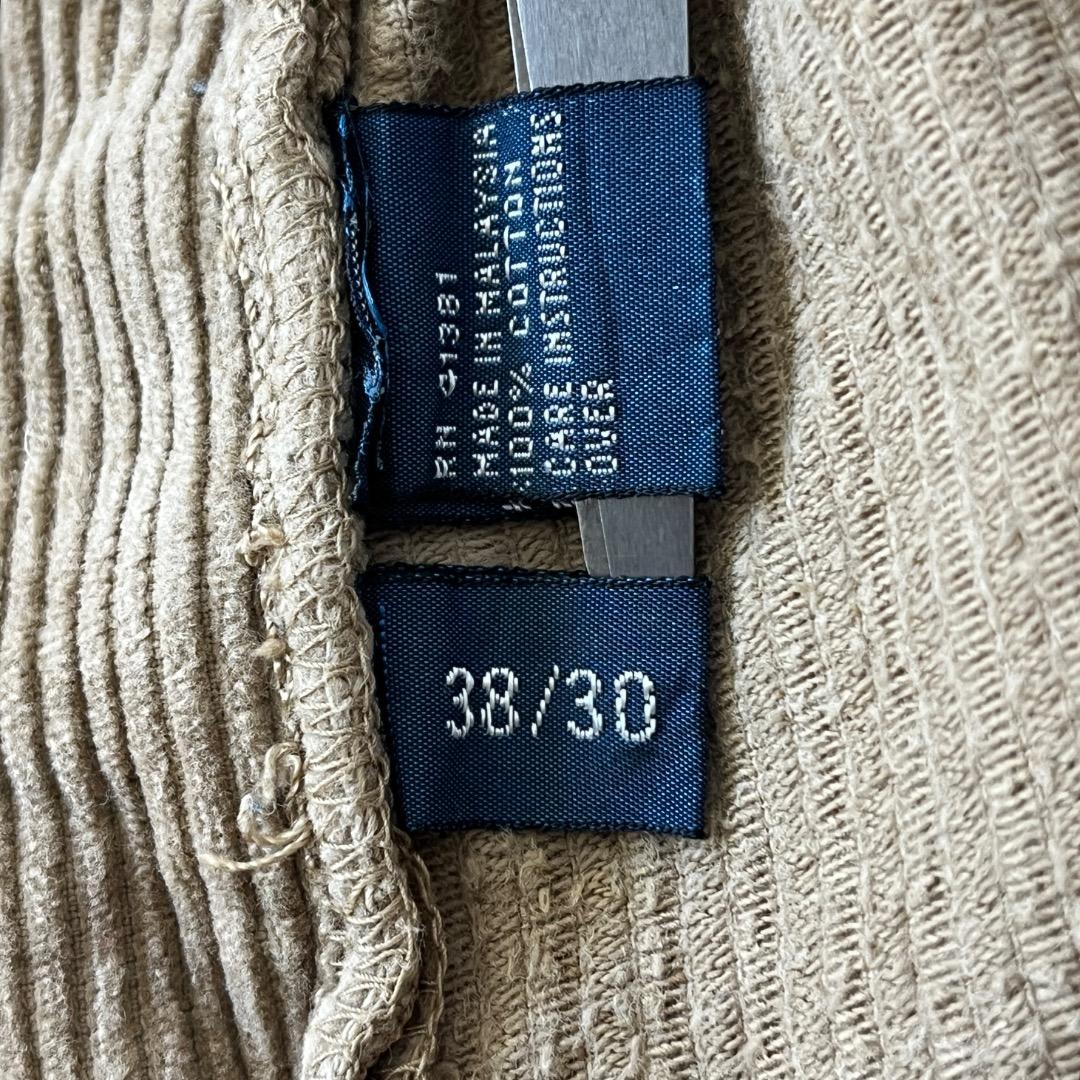 RN 41381
MADE IN MALAYSIA
100% COTTON
CARE INSTRUCTIONS
OVER
38/30